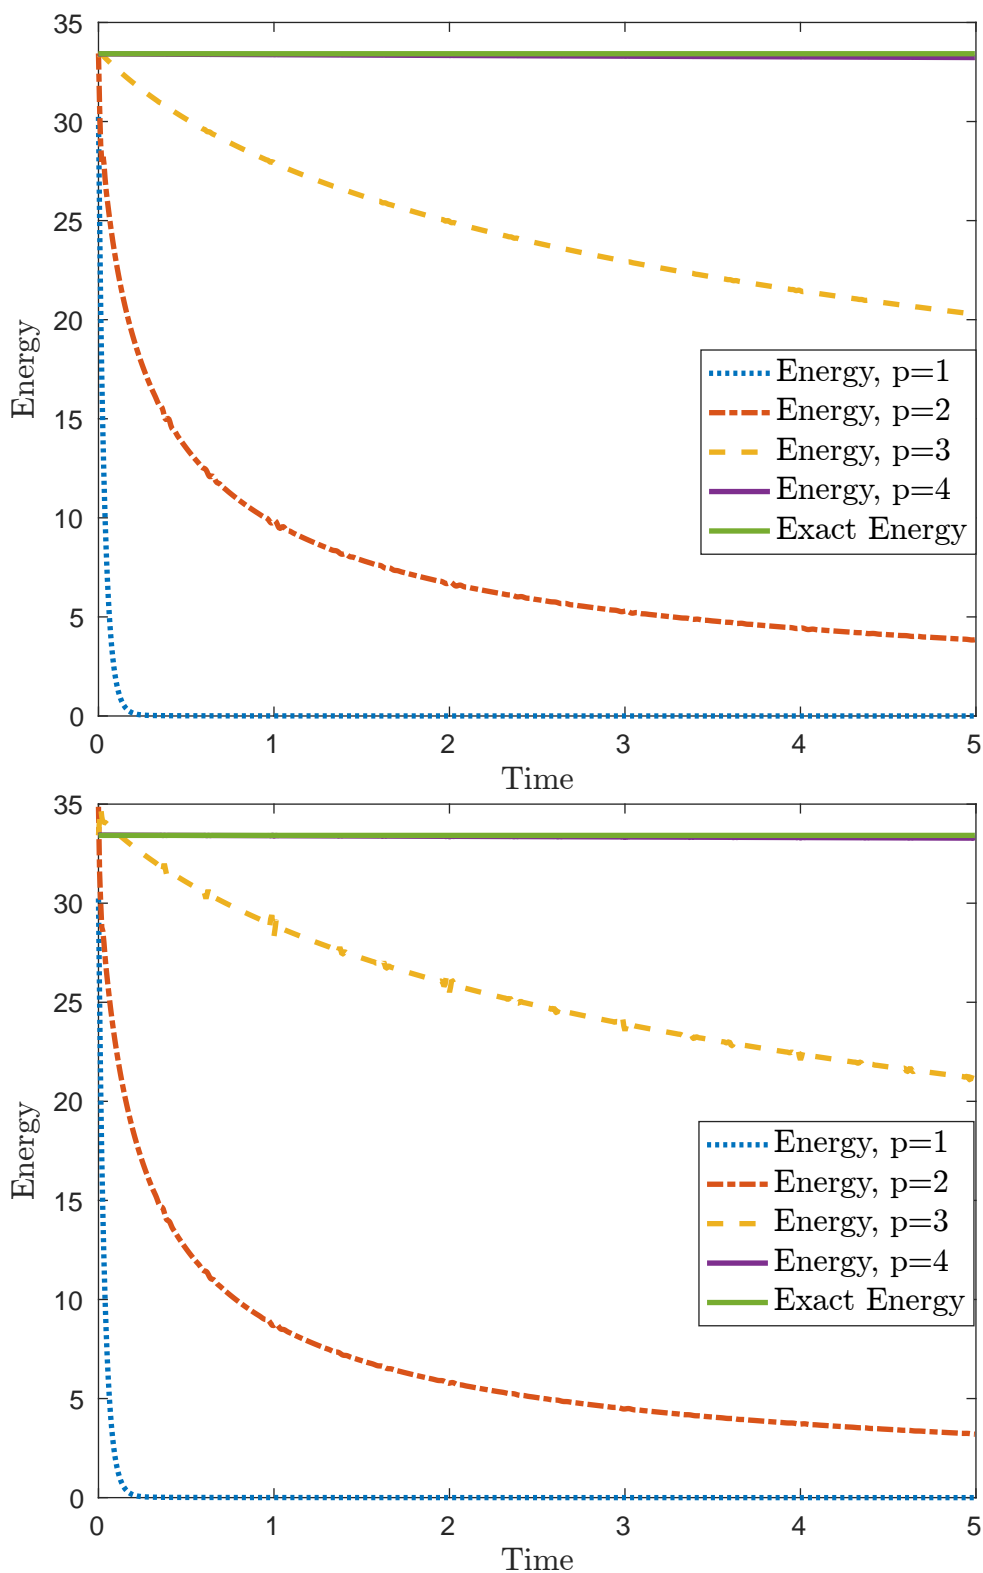 35
30
25
20
15
10
5
0
Energy
Energy, p=1
Energy, p=2
Energy, p=3
Energy, p=4
Exact Energy
0 1 2 3 4 5
Time
35
30
25
20
15
10
5
0
Energy
Energy, p=1
Energy, p=2
Energy, p=3
Energy, p=4
Exact Energy
0 1 2 3 4 5
Time